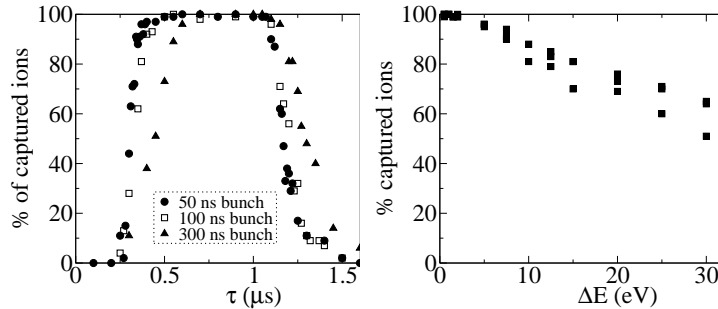 % of captured ions
100
80
60
40
20
0
50 ns bunch
100 ns bunch
300 ns bunch
0 0.5 1 1.5
τ (μs)
% captured ions
100
80
60
40
20
0
0 10 20 30
ΔE (eV)